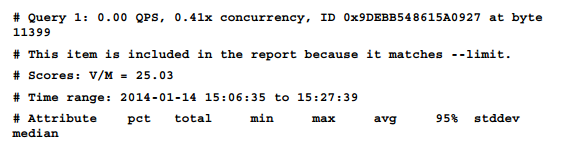 # Query 1: 0.00 QPS, 0.41x concurrency, ID 0x9DEBB548615A0927 at byte
11399
# This item is included in the report because it matches --limit.
# Scores: V/M = 25.03
# Time range: 2014-01-14 15:06:35 to 15:27:39
# Attribute pct total min max avg 95% stddev
median